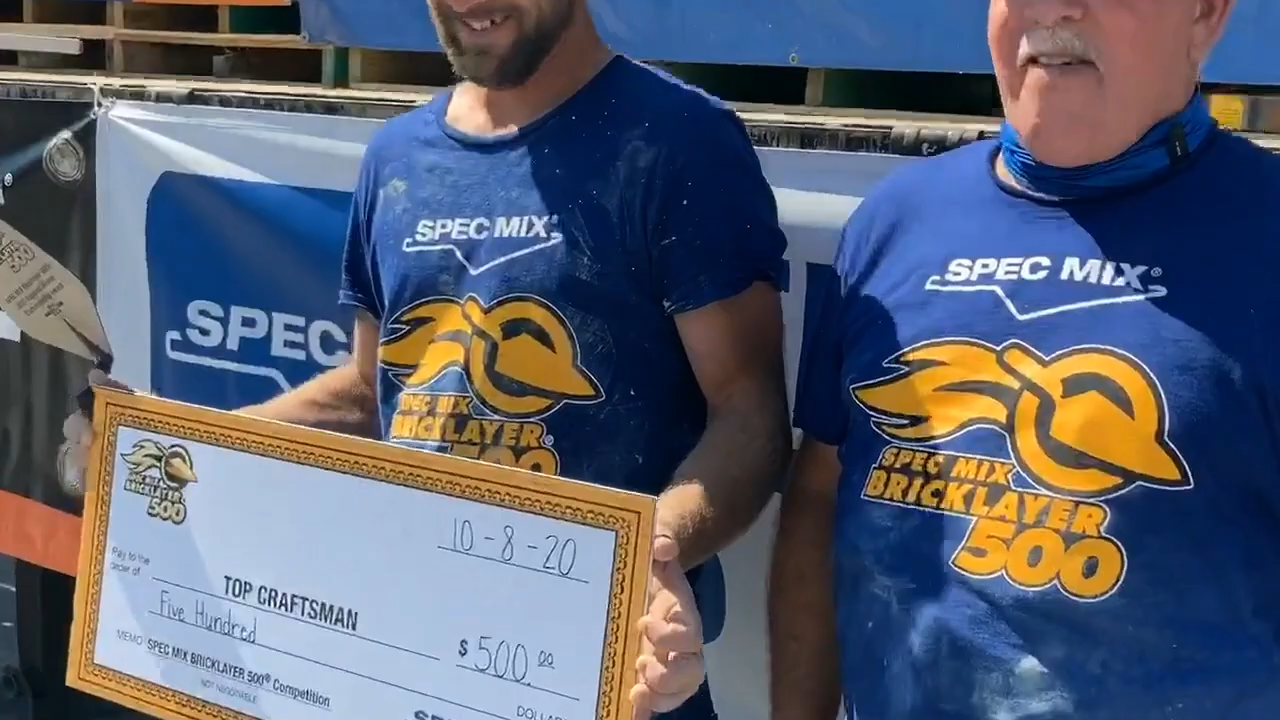 SPEC MIX
SPEC MIX
BRICKLAYER®
500
SPEC MIX®
SPEC MIX
BRICKLAYER
500
SPEC
500
BRICKLAYER
500
10-8-20
Pay to the
order of
TOP CRAFTSMAN
Five Hundred
$ 500.00
MEMO SPEC MIX BRICKLAYER 500® Competition
NOT NEGOTIABLE